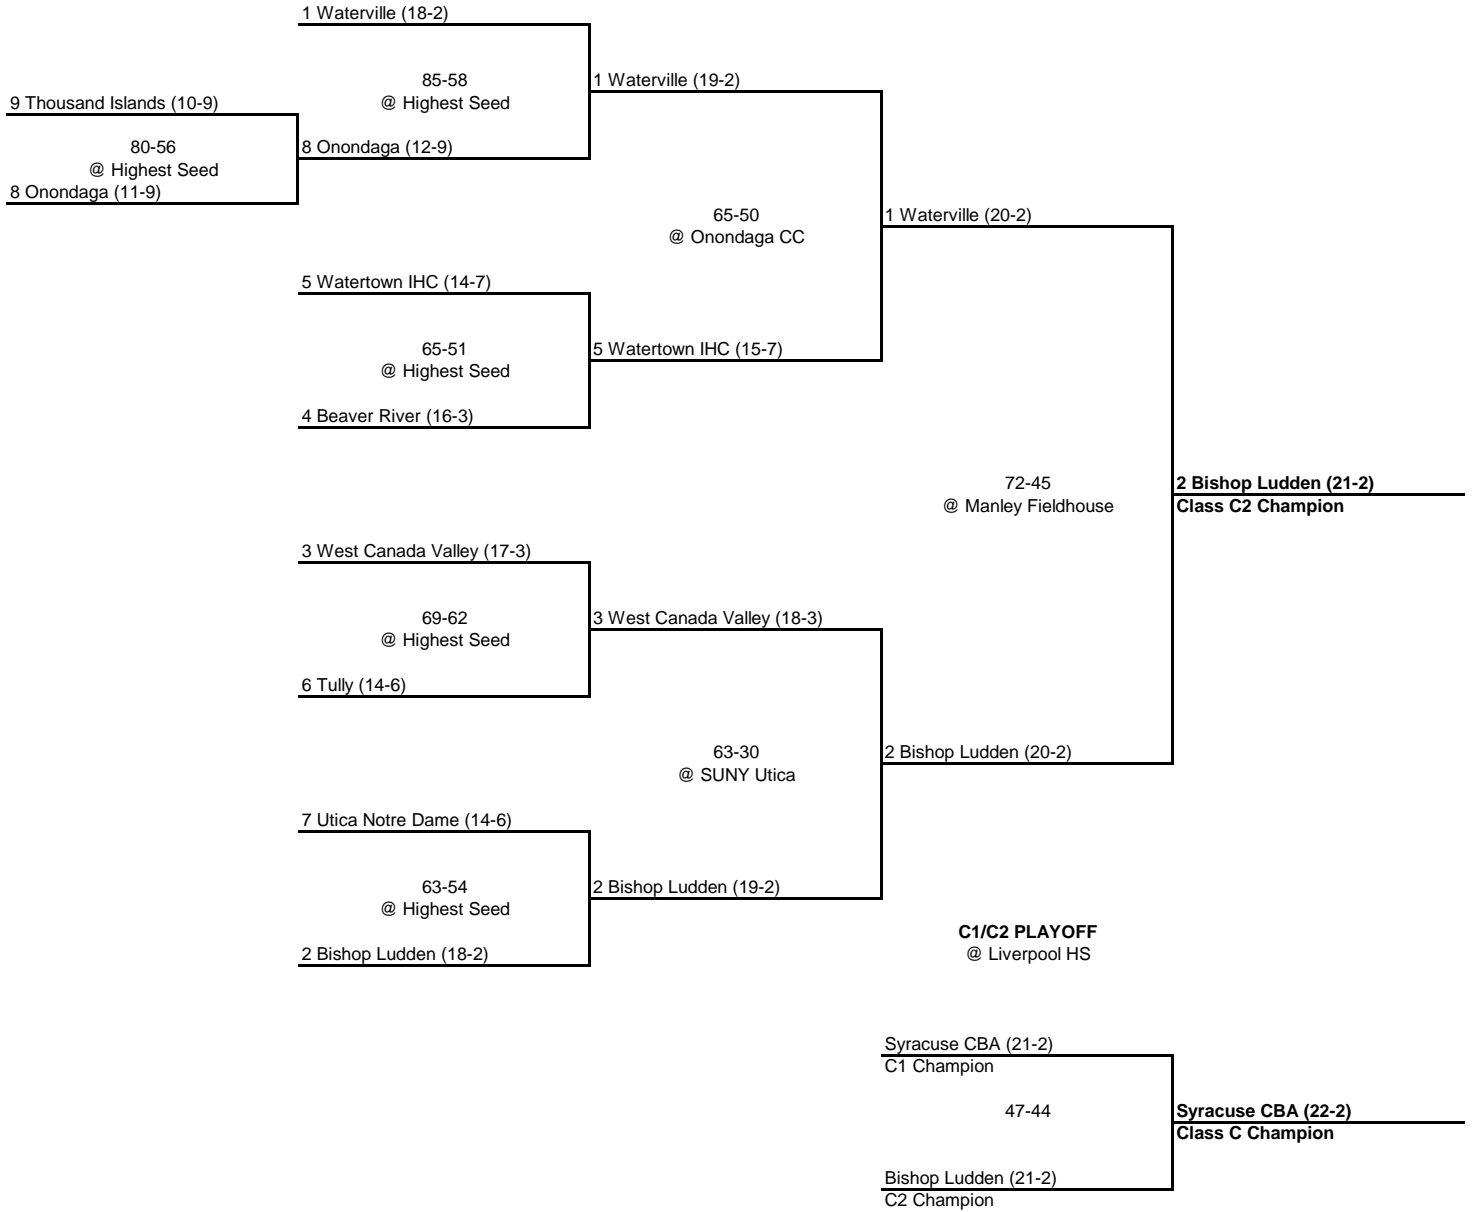 1 Waterville (18-2)
85-58
@ Highest Seed
1 Waterville (19-2)
9 Thousand Islands (10-9)
80-56
@ Highest Seed
8 Onondaga (12-9)
8 Onondaga (11-9)
65-50
@ Onondaga CC
1 Waterville (20-2)
5 Watertown IHC (14-7)
65-51
@ Highest Seed
5 Watertown IHC (15-7)
4 Beaver River (16-3)
72-45
@ Manley Fieldhouse
2 Bishop Ludden (21-2)
Class C2 Champion
3 West Canada Valley (17-3)
69-62
@ Highest Seed
3 West Canada Valley (18-3)
6 Tully (14-6)
63-30
@ SUNY Utica
2 Bishop Ludden (20-2)
7 Utica Notre Dame (14-6)
63-54
@ Highest Seed
2 Bishop Ludden (19-2)
2 Bishop Ludden (18-2)
C1/C2 PLAYOFF
@ Liverpool HS
Syracuse CBA (21-2)
C1 Champion
47-44
Syracuse CBA (22-2)
Class C Champion
Bishop Ludden (21-2)
C2 Champion